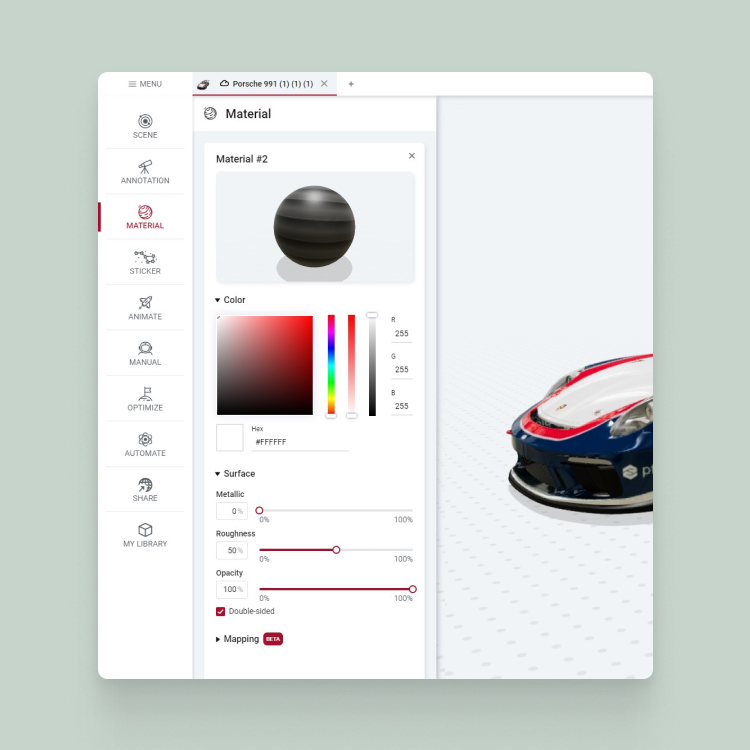 MENU
Porsche 991 (1) (1) (1)
SCENE
ANNOTATION
MATERIAL
STICKER
ANIMATE
MANUAL
OPTIMIZE
AUTOMATE
SHARE
MY LIBRARY
Material
Material #2
Color
R
255
G
255
B
255
Hex
#FFFFFF
Surface
Metallic
0%
0% 100%
Roughness
50%
0% 100%
Opacity
100%
0% 100%
Double-sided
Mapping BETA